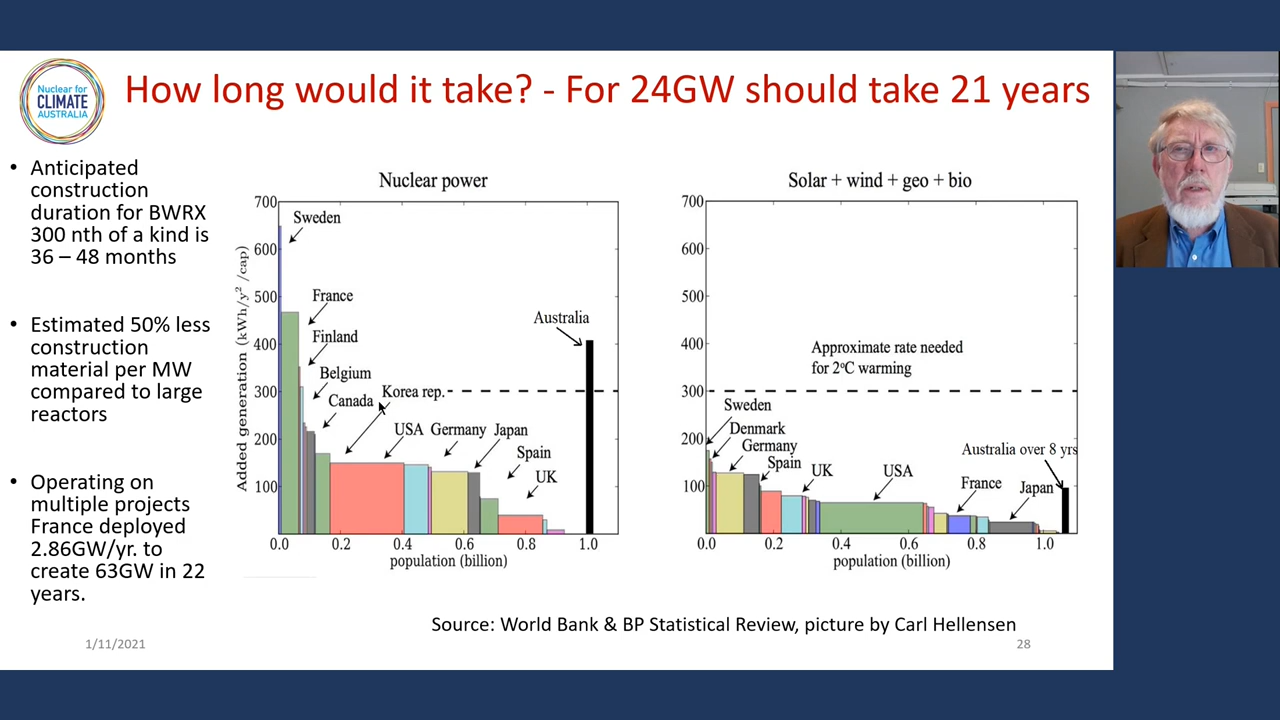 Nuclear for
CLIMATE
AUSTRALIA
How long would it take? - For 24GW should take 21 years
• Anticipated
construction
duration for BWRX
300 nth of a kind is
36 – 48 months
• Estimated 50% less
construction
material per MW
compared to large
reactors
• Operating on
multiple projects
France deployed
2.86GW/yr. to
create 63GW in 22
years.
Nuclear power
Added generation (kWh/y² /cap)
700
600
500
400
300
200
100
Sweden
France
Finland
Belgium
Canada
Korea rep.
USA
Germany
Japan
Spain
UK
Australia
0.0 0.2 0.4 0.6 0.8 1.0
population (billion)
Solar + wind + geo + bio
700
600
500
400
300
200
100
Approximate rate needed
for 2°C warming
Sweden
Denmark
Germany
Spain
UK
USA
France
Japan
Australia over 8 yrs
0.0 0.2 0.4 0.6 0.8 1.0
population (billion)
Source: World Bank & BP Statistical Review, picture by Carl Hellensen
1/11/2021
28